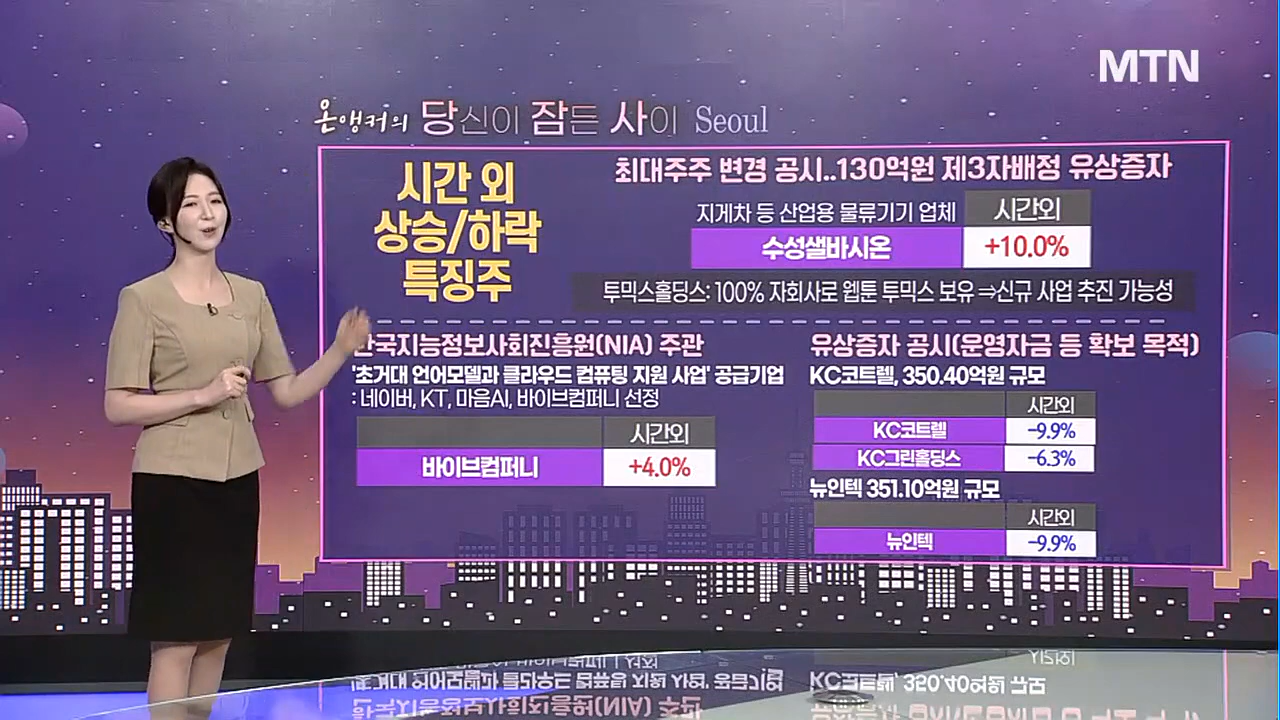 MTN
온앵커의 당신이 잠든 사이 Seoul
시간 외
상승/하락
특징주
최대주주 변경 공시..130억원 제3자배정 유상증자
지게차 등 산업용 물류기기 업체 시간외
수성샐바시온 +10.0%
투믹스홀딩스: 100% 자회사로 웹툰 투믹스 보유 ⇒신규 사업 추진 가능성
한국지능정보사회진흥원(NIA) 주관
'초거대 언어모델과 클라우드 컴퓨팅 지원 사업' 공급기업
: 네이버, KT, 마음AI, 바이브컴퍼니 선정
시간외
바이브컴퍼니 +4.0%
유상증자 공시(운영자금 등 확보 목적)
KC코트렐, 350.40억원 규모
시간외
KC코트렐 -9.9%
KC그린홀딩스 -6.3%
뉴인텍 351.10억원 규모
시간외
뉴인텍 -9.9%